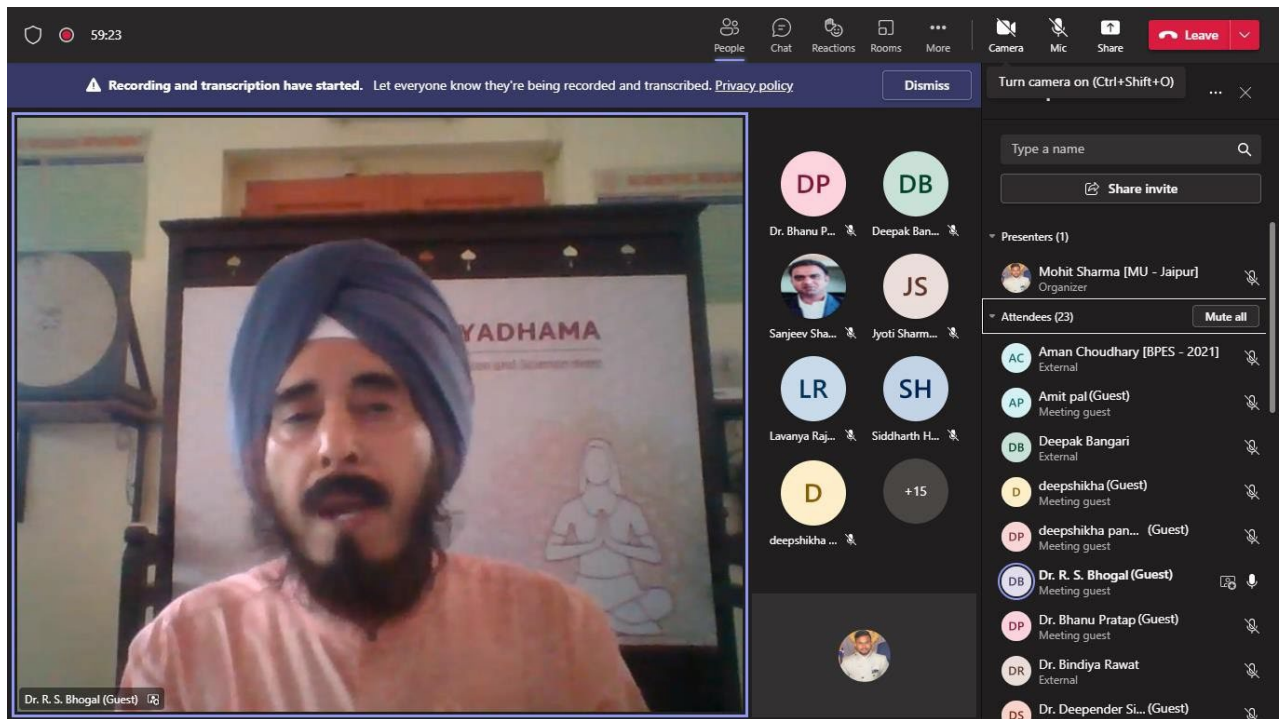 59:23
People
Chat
Reactions
Rooms
More
Camera
Mic
Share
Leave
Recording and transcription have started. Let everyone know they're being recorded and transcribed. Privacy policy
Dismiss
Turn camera on (Ctrl+Shift+O)
YADHAMA
Dr. R. S. Bhogal (Guest)
DP
DB
Dr. Bhanu P...
Deepak Ban...
JS
Sanjeev Sha...
Jyoti Sharm...
LR
SH
Lavanya Raj...
Siddharth H...
D
+15
deepshikha ...
Type a name
Share invite
Presenters (1)
Mohit Sharma [MU - Jaipur]
Organizer
Attendees (23)
Mute all
AC
Aman Choudhary [BPES - 2021]
External
AP
Amit pal (Guest)
Meeting guest
DB
Deepak Bangari
External
D
deepshikha (Guest)
Meeting guest
DP
deepshikha pan... (Guest)
Meeting guest
DB
Dr. R. S. Bhogal (Guest)
Meeting guest
DP
Dr. Bhanu Pratap (Guest)
Meeting guest
DR
Dr. Bindiya Rawat
External
DS
Dr. Deepender Si... (Guest)